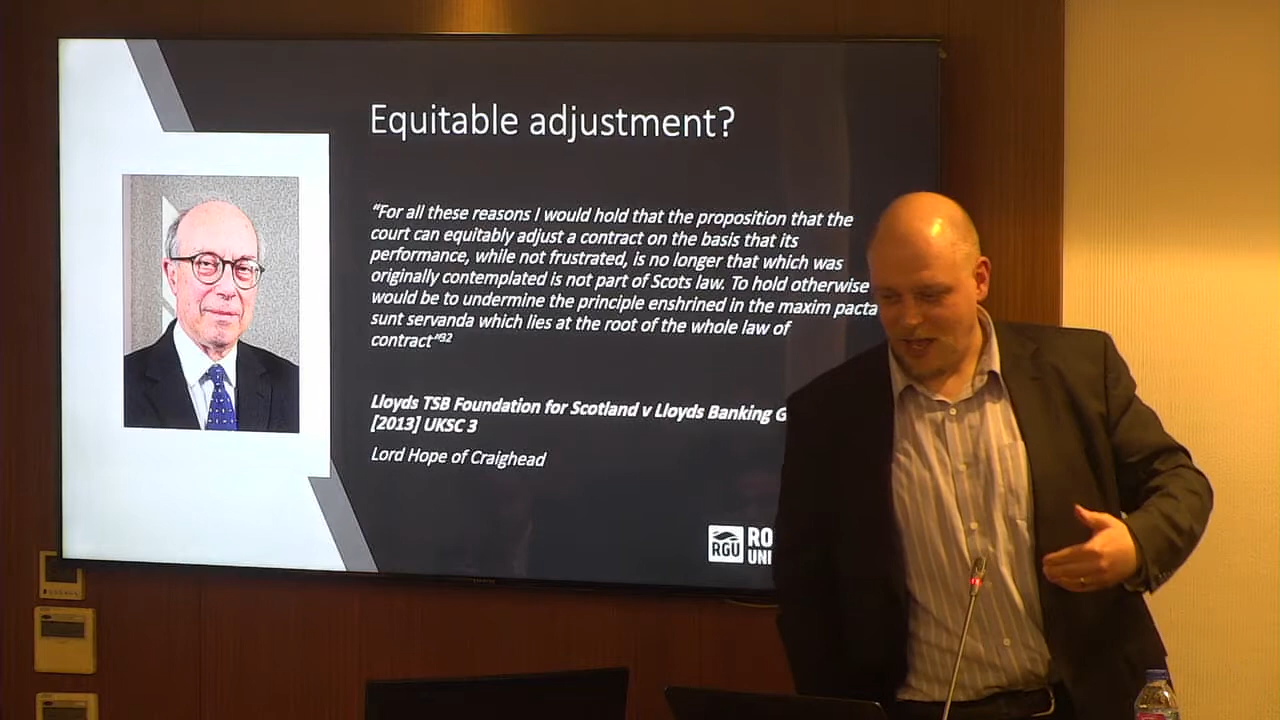 Equitable adjustment?
“For all these reasons I would hold that the proposition that the
court can equitably adjust a contract on the basis that its
performance, while not frustrated, is no longer that which was
originally contemplated is not part of Scots law. To hold otherwise
would be to undermine the principle enshrined in the maxim pacta
sunt servanda which lies at the root of the whole law of
contract”32
Lloyds TSB Foundation for Scotland v Lloyds Banking G
[2013] UKSC 3
Lord Hope of Craighead
RGU
RO
UNI